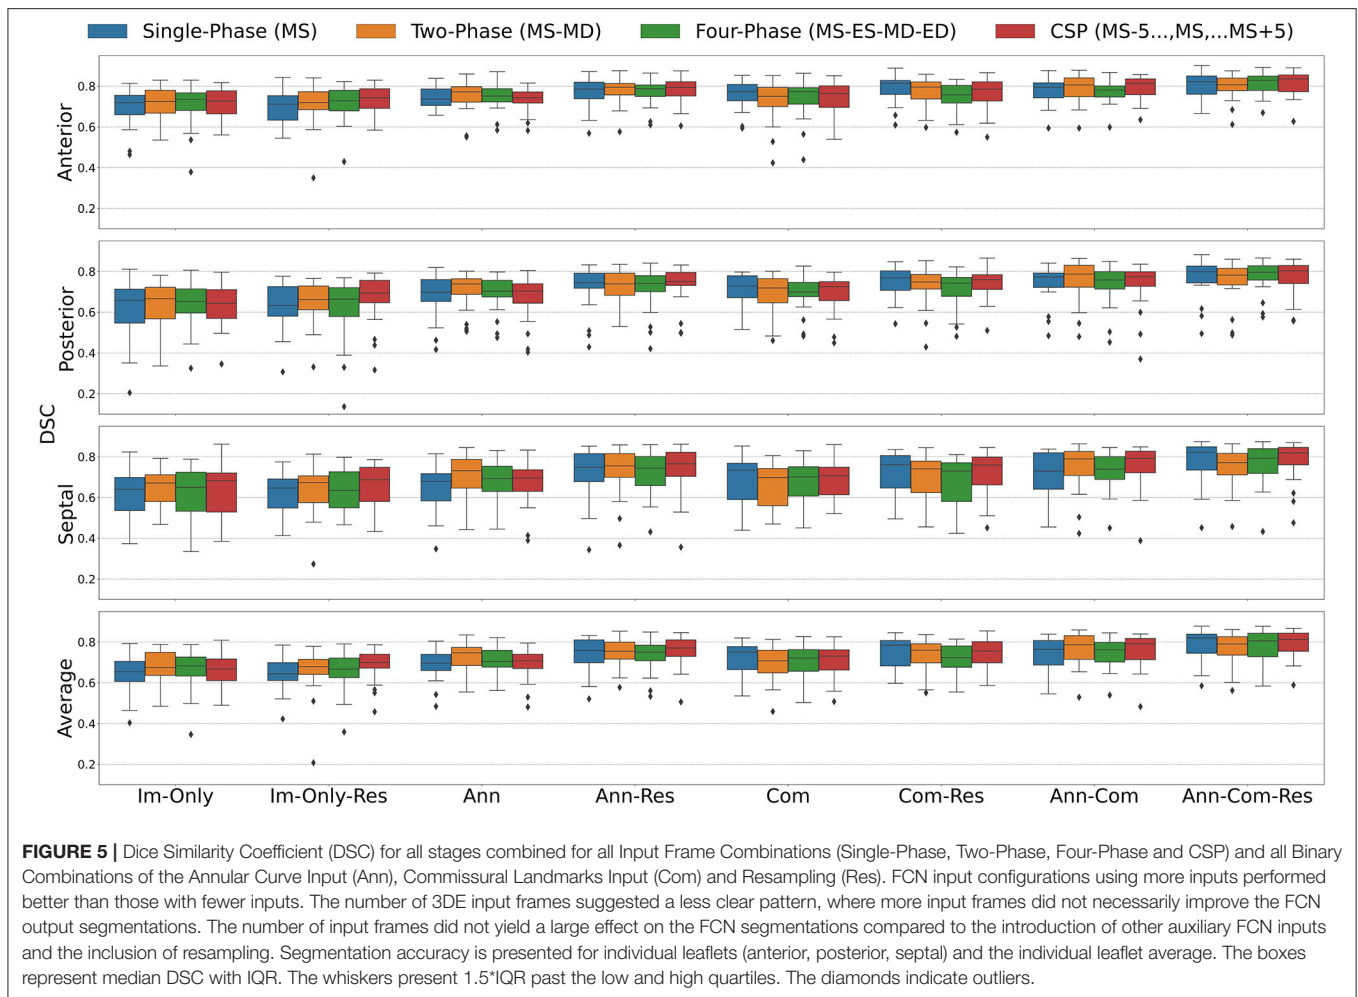 Single-Phase (MS) Two-Phase (MS-MD) Four-Phase (MS-ES-MD-ED) CSP (MS-5...,MS,...MS+5)
Anterior
0.8
0.6
0.4
0.2
Posterior
0.8
0.6
0.4
0.2
DSC
Septal
0.8
0.6
0.4
0.2
Average
0.8
0.6
0.4
0.2
Im-Only Im-Only-Res Ann Ann-Res Com Com-Res Ann-Com Ann-Com-Res
FIGURE 5 | Dice Similarity Coefficient (DSC) for all stages combined for all Input Frame Combinations (Single-Phase, Two-Phase, Four-Phase and CSP) and all Binary
Combinations of the Annular Curve Input (Ann), Commissural Landmarks Input (Com) and Resampling (Res). FCN input configurations using more inputs performed
better than those with fewer inputs. The number of 3DE input frames suggested a less clear pattern, where more input frames did not necessarily improve the FCN
output segmentations. The number of input frames did not yield a large effect on the FCN segmentations compared to the introduction of other auxiliary FCN inputs
and the inclusion of resampling. Segmentation accuracy is presented for individual leaflets (anterior, posterior, septal) and the individual leaflet average. The boxes
represent median DSC with IQR. The whiskers present 1.5*IQR past the low and high quartiles. The diamonds indicate outliers.